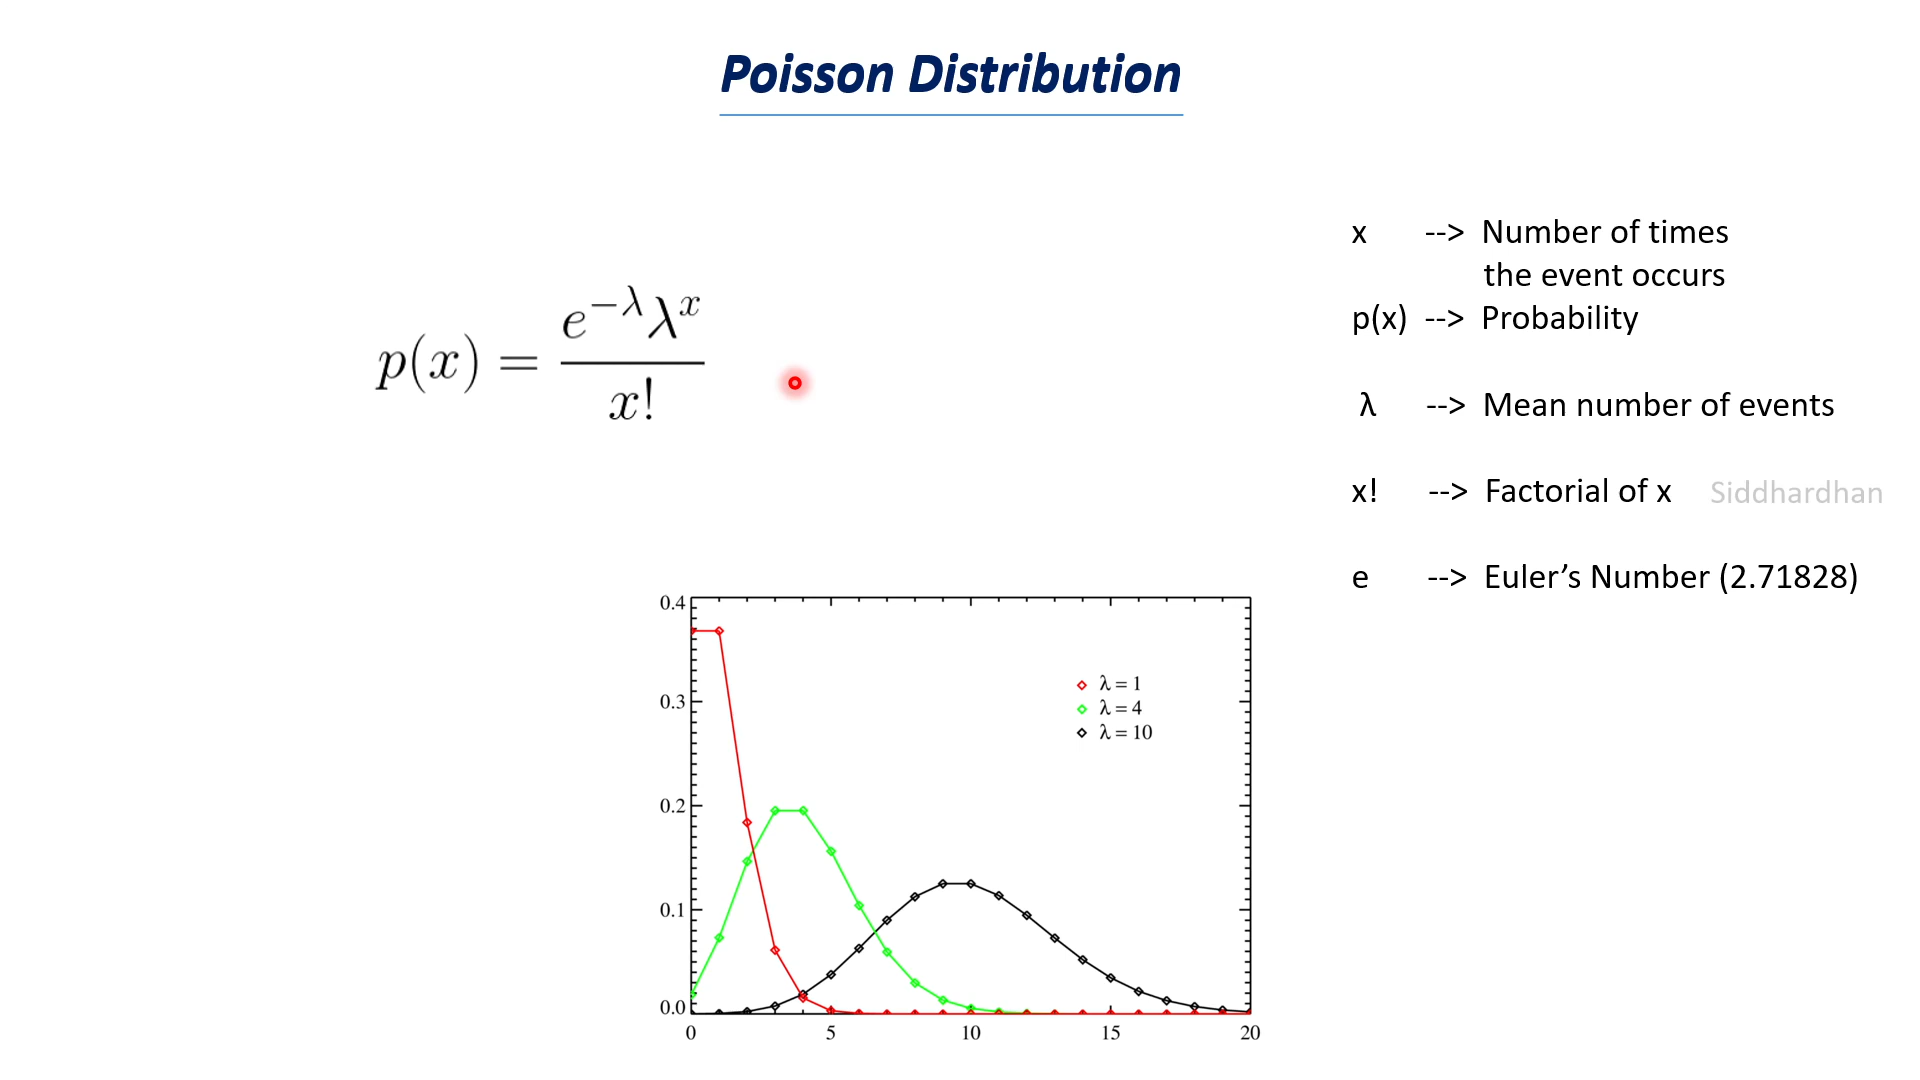 Poisson Distribution
x --> Number of times
the event occurs
p(x) --> Probability
p(x) = e^{-λ}λ^x / x!
λ --> Mean number of events
x! --> Factorial of x Siddhardhan
e --> Euler’s Number (2.71828)
0.4
0.3
0.2
0.1
0.0
λ = 1
λ = 4
λ = 10
0 5 10 15 20